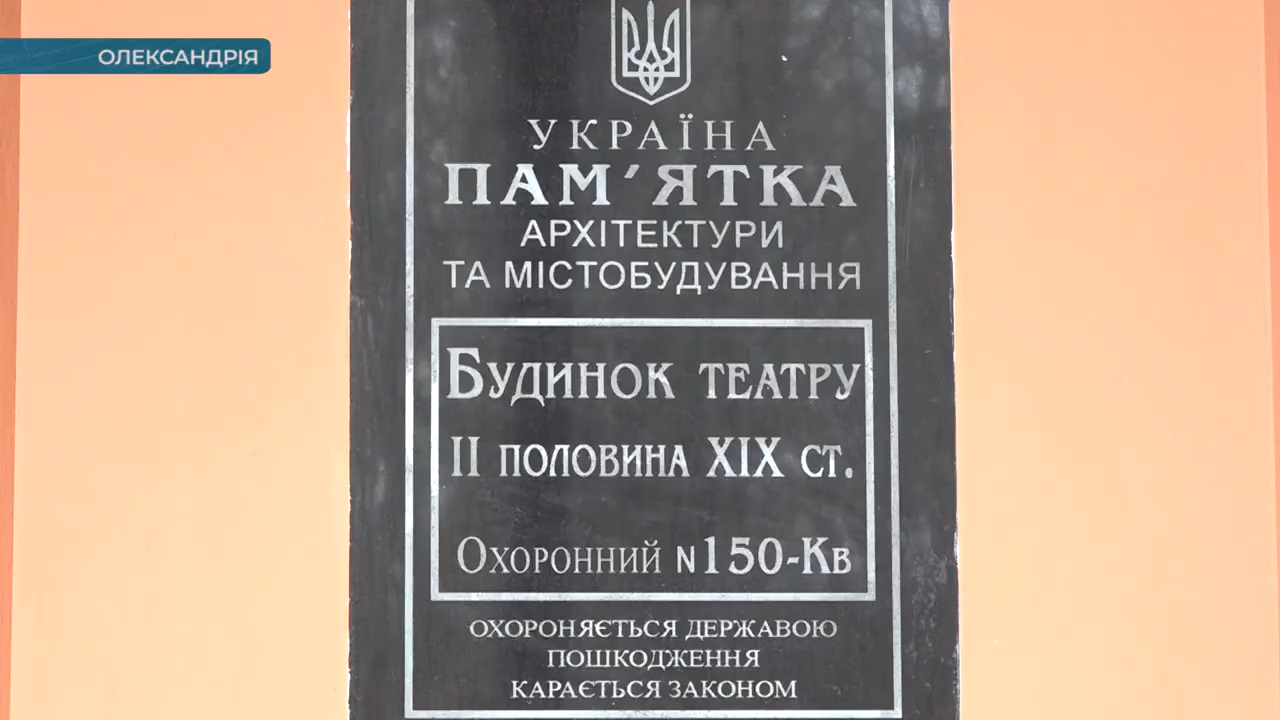 ОЛЕКСАНДРІЯ
УКРАЇНА
ПАМ'ЯТКА
АРХІТЕКТУРИ
ТА МІСТОБУДУВАННЯ
Будинок театру
II половина XIX ст.
Охоронний N150-Кв
ОХОРОНЯЄТЬСЯ ДЕРЖАВОЮ
ПОШКОДЖЕННЯ
КАРАЄТЬСЯ ЗАКОНОМ